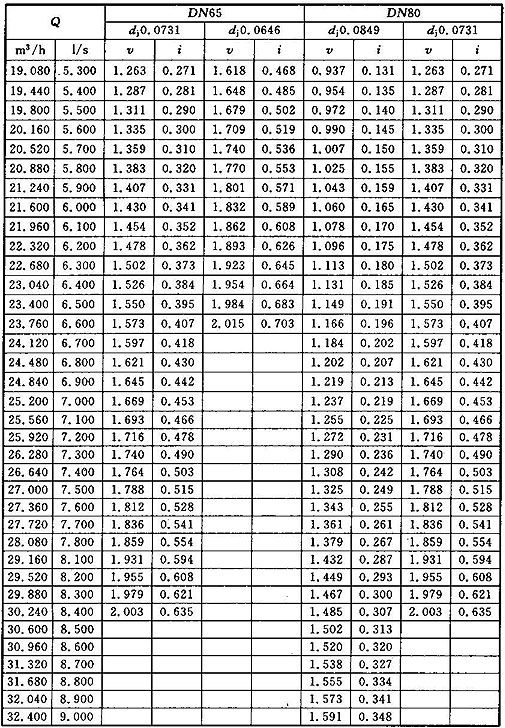 Q DN65 DN80
dj0.0731 dj0.0646 dj0.0849 dj0.0731
m³/h l/s v i v i v i v i
19.080 5.300 1.263 0.271 1.618 0.468 0.937 0.131 1.263 0.271
19.440 5.400 1.287 0.281 1.648 0.485 0.954 0.135 1.287 0.281
19.800 5.500 1.311 0.290 1.679 0.502 0.972 0.140 1.311 0.290
20.160 5.600 1.335 0.300 1.709 0.519 0.990 0.145 1.335 0.300
20.520 5.700 1.359 0.310 1.740 0.536 1.007 0.150 1.359 0.310
20.880 5.800 1.383 0.320 1.770 0.553 1.025 0.155 1.383 0.320
21.240 5.900 1.407 0.331 1.801 0.571 1.043 0.159 1.407 0.331
21.600 6.000 1.430 0.341 1.832 0.589 1.060 0.165 1.430 0.341
21.960 6.100 1.454 0.352 1.862 0.608 1.078 0.170 1.454 0.352
22.320 6.200 1.478 0.362 1.893 0.626 1.096 0.175 1.478 0.362
22.680 6.300 1.502 0.373 1.923 0.645 1.113 0.180 1.502 0.373
23.040 6.400 1.526 0.384 1.954 0.664 1.131 0.185 1.526 0.384
23.400 6.500 1.550 0.395 1.984 0.683 1.149 0.191 1.550 0.395
23.760 6.600 1.573 0.407 2.015 0.703 1.166 0.196 1.573 0.407
24.120 6.700 1.597 0.418 1.184 0.202 1.597 0.418
24.480 6.800 1.621 0.430 1.202 0.207 1.621 0.430
24.840 6.900 1.645 0.442 1.219 0.213 1.645 0.442
25.200 7.000 1.669 0.453 1.237 0.219 1.669 0.453
25.560 7.100 1.693 0.466 1.255 0.225 1.693 0.466
25.920 7.200 1.716 0.478 1.272 0.231 1.716 0.478
26.280 7.300 1.740 0.490 1.290 0.236 1.740 0.490
26.640 7.400 1.764 0.503 1.308 0.242 1.764 0.503
27.000 7.500 1.788 0.515 1.325 0.249 1.788 0.515
27.360 7.600 1.812 0.528 1.343 0.255 1.812 0.528
27.720 7.700 1.836 0.541 1.361 0.261 1.836 0.541
28.080 7.800 1.859 0.554 1.379 0.267 1.859 0.554
29.160 8.100 1.931 0.594 1.432 0.287 1.931 0.594
29.520 8.200 1.955 0.608 1.449 0.293 1.955 0.608
29.880 8.300 1.979 0.621 1.467 0.300 1.979 0.621
30.240 8.400 2.003 0.635 1.485 0.307 2.003 0.635
30.600 8.500 1.502 0.313
30.960 8.600 1.520 0.320
31.320 8.700 1.538 0.327
31.680 8.800 1.555 0.334
32.040 8.900 1.573 0.341
32.400 9.000 1.591 0.348